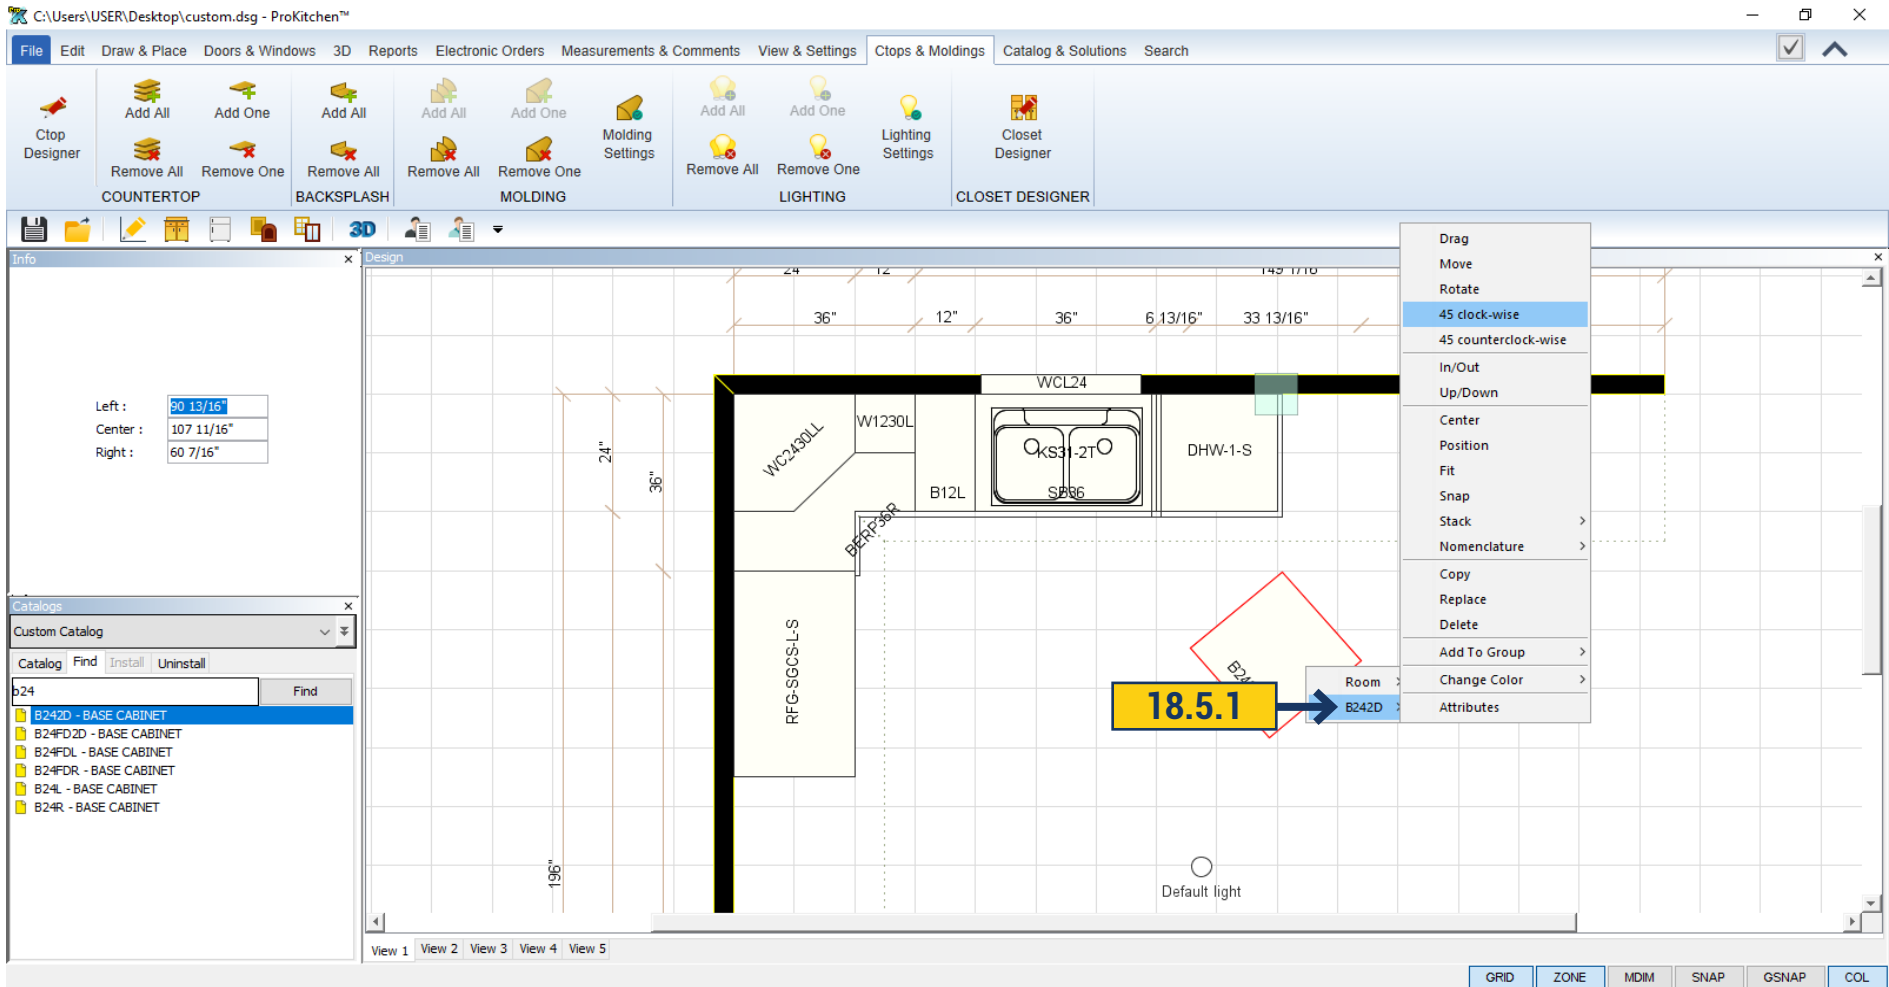 C:\Users\USER\Desktop\custom.dsg - ProKitchen™
File Edit Draw & Place Doors & Windows 3D Reports Electronic Orders Measurements & Comments View & Settings Ctops & Moldings Catalog & Solutions Search
Ctop Designer
Add All
Add One
Remove All
Remove One
COUNTERTOP
Add All
Remove All
BACKSPLASH
Add All
Add One
Remove All
Remove One
Molding Settings
MOLDING
Add All
Add One
Remove All
Remove One
Lighting Settings
LIGHTING
Closet Designer
CLOSET DESIGNER
3D
Info
Left : 90 13/16"
Center : 107 11/16"
Right : 60 7/16"
Catalogs
Custom Catalog
Catalog Find Install Uninstall
b24 Find
B242D - BASE CABINET
B24FD2D - BASE CABINET
B24FDL - BASE CABINET
B24FDR - BASE CABINET
B24L - BASE CABINET
B24R - BASE CABINET
Design
24 12 149 1/16
36" 12" 36" 6 13/16" 33 13/16"
24"
36"
196"
WCL24
WC2430LL
W1230L
KS31-2T
DHW-1-S
B12L
SB36
BERP36R
RFG-SGCS-L-S
B24
Default light
18.5.1
Room
B242D
Drag
Move
Rotate
45 clock-wise
45 counterclock-wise
In/Out
Up/Down
Center
Position
Fit
Snap
Stack
Nomenclature
Copy
Replace
Delete
Add To Group
Change Color
Attributes
View 1 View 2 View 3 View 4 View 5
GRID ZONE MDIM SNAP GSNAP COL